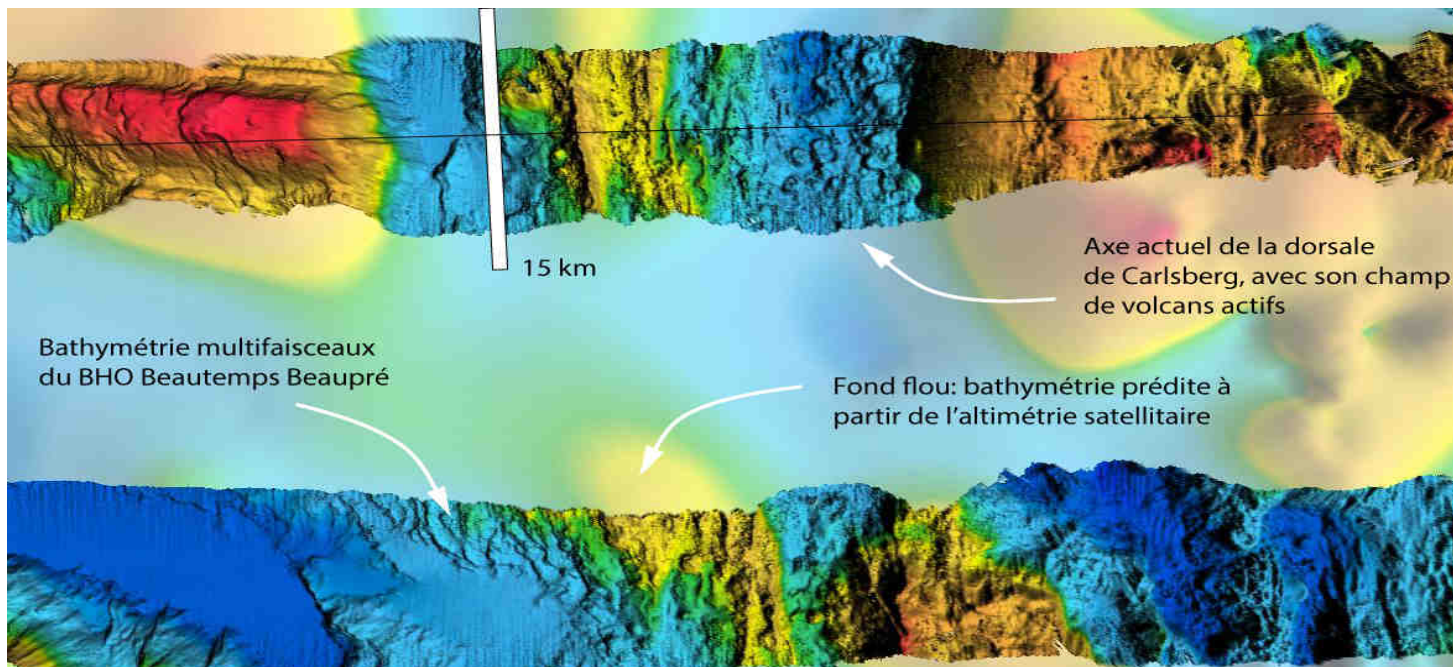 15 km
Axe actuel de la dorsale
de Carlsberg, avec son champ
de volcans actifs
Bathymétrie multifaisceaux
du BHO Beautemps Beaupré
Fond flou: bathymétrie prédite à
partir de l'altimétrie satellitaire